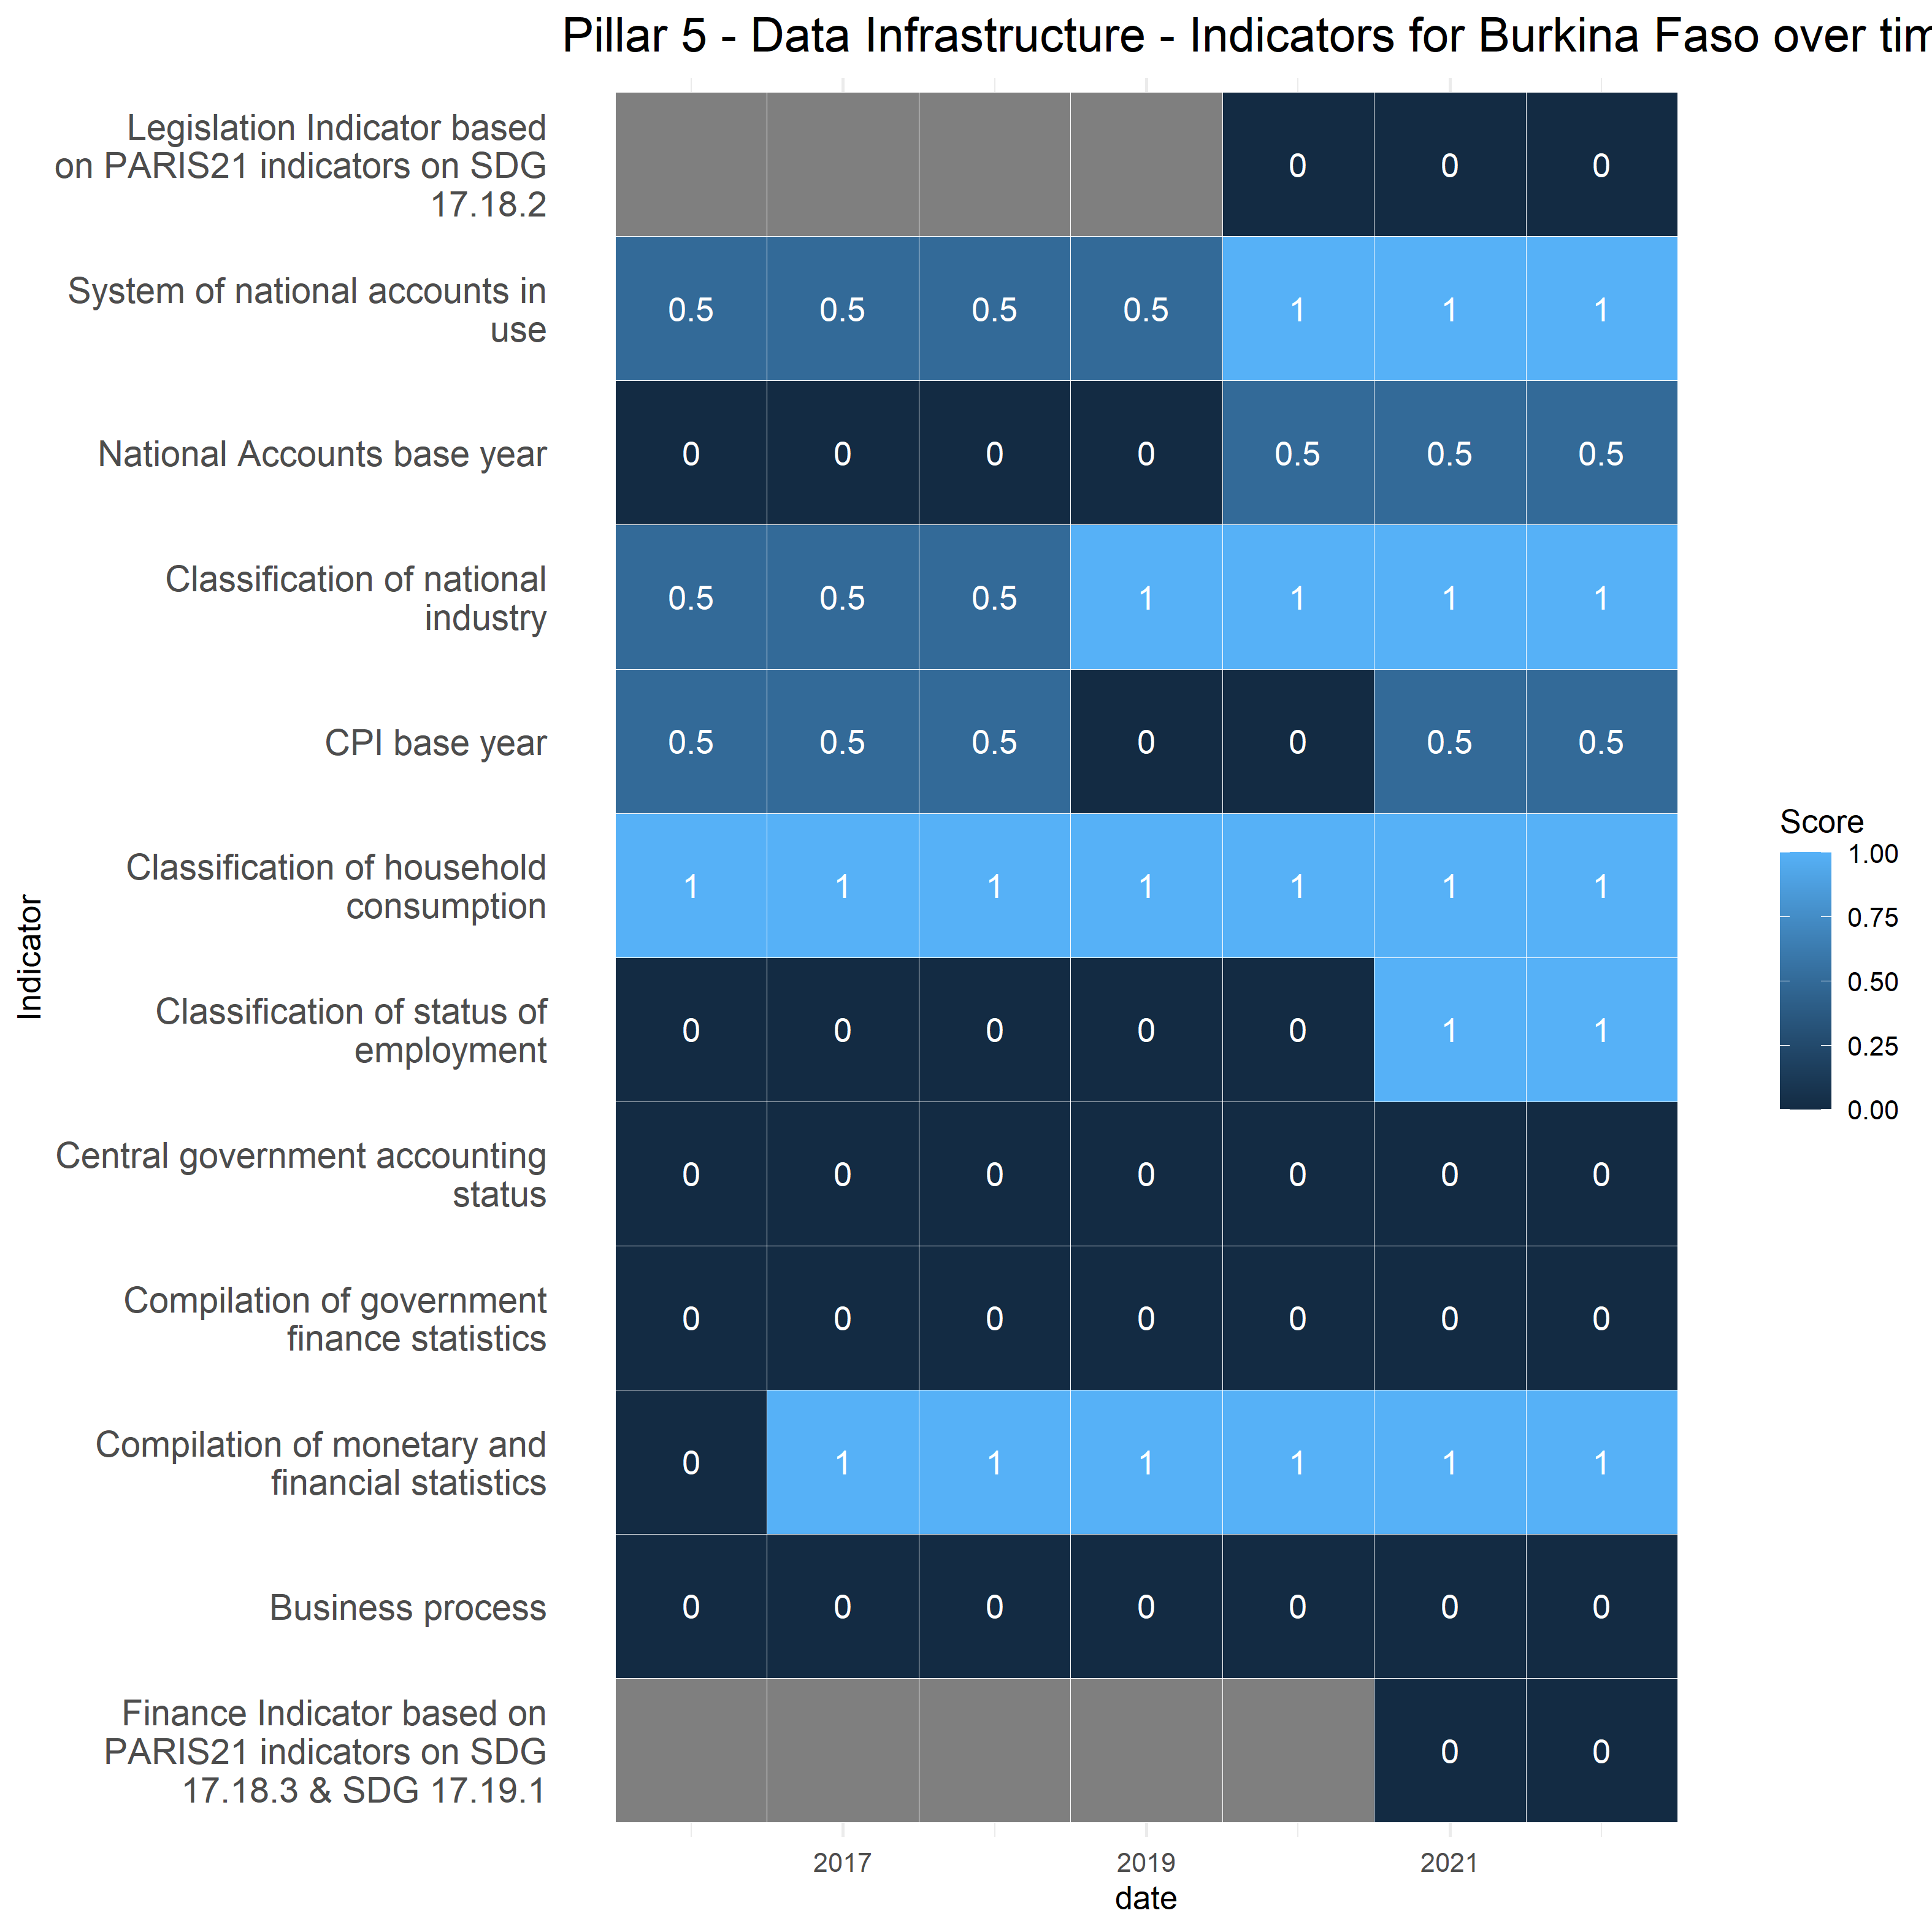 Pillar 5 - Data Infrastructure - Indicators for Burkina Faso over tim
Legislation Indicator based
on PARIS21 indicators on SDG
17.18.2
0 0 0
System of national accounts in
use
0.5 0.5 0.5 0.5 1 1 1
National Accounts base year
0 0 0 0 0.5 0.5 0.5
Classification of national
industry
0.5 0.5 0.5 1 1 1 1
CPI base year
0.5 0.5 0.5 0 0 0.5 0.5
Classification of household
consumption
1 1 1 1 1 1 1
Classification of status of
employment
0 0 0 0 0 1 1
Central government accounting
status
0 0 0 0 0 0 0
Compilation of government
finance statistics
0 0 0 0 0 0 0
Compilation of monetary and
financial statistics
0 1 1 1 1 1 1
Business process
0 0 0 0 0 0 0
Finance Indicator based on
PARIS21 indicators on SDG
17.18.3 & SDG 17.19.1
0 0
Indicator
2017 2019 2021
date
Score
1.00
0.75
0.50
0.25
0.00